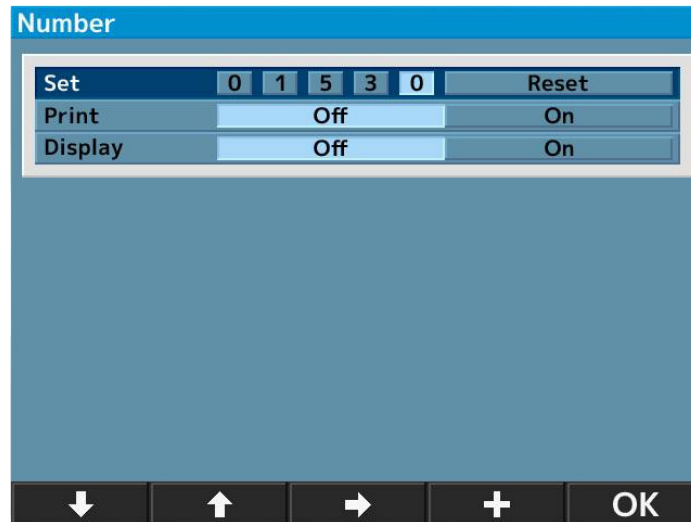 Number
Set 0 1 5 3 0 Reset
Print Off On
Display Off On
OK